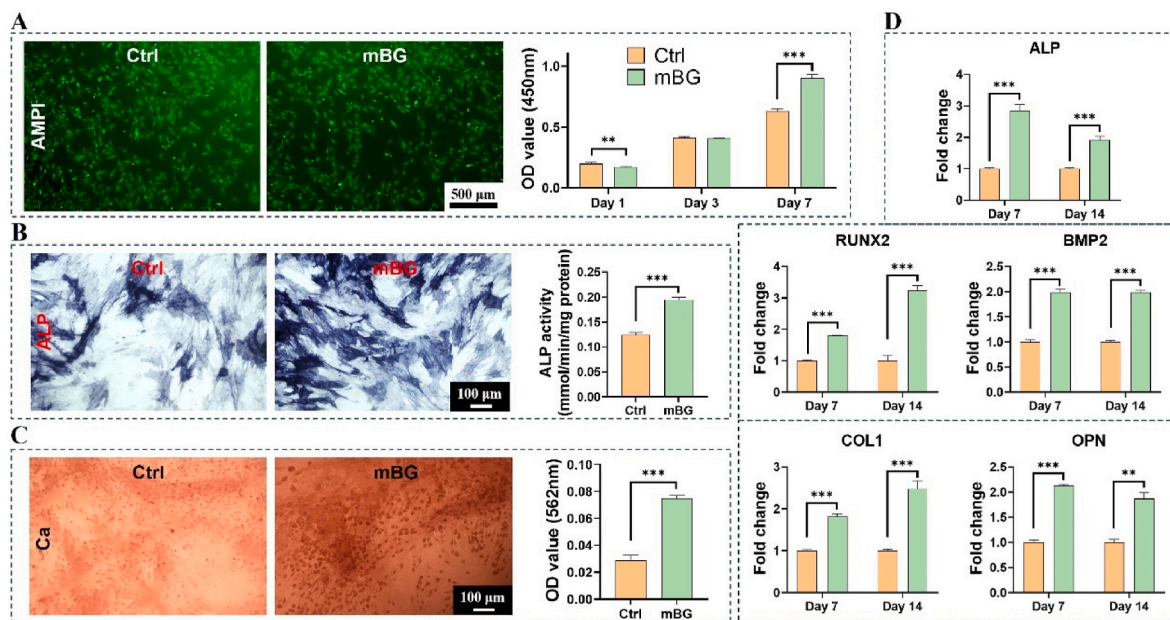 A
Ctrl
mBG
AMPI
500 μm
OD value (450nm)
1.0
0.5
0.0
Ctrl
mBG
**
***
Day 1
Day 3
Day 7
B
Ctrl
mBG
ALP
100 μm
ALP activity
(mmol/min/mg protein)
0.25
0.20
0.15
0.10
0.05
0.00
***
Ctrl
mBG
C
Ctrl
mBG
Ca
100 μm
OD value (562nm)
0.10
0.08
0.06
0.04
0.02
0.00
***
Ctrl
mBG
D
ALP
Fold change
4
3
2
1
0
***
***
Day 7
Day 14
RUNX2
Fold change
4
3
2
1
0
***
***
Day 7
Day 14
BMP2
Fold change
2.5
2.0
1.5
1.0
0.5
0.0
***
***
Day 7
Day 14
COL1
Fold change
3
2
1
0
***
***
Day 7
Day 14
OPN
Fold change
2.5
2.0
1.5
1.0
0.5
0.0
***
**
Day 7
Day 14